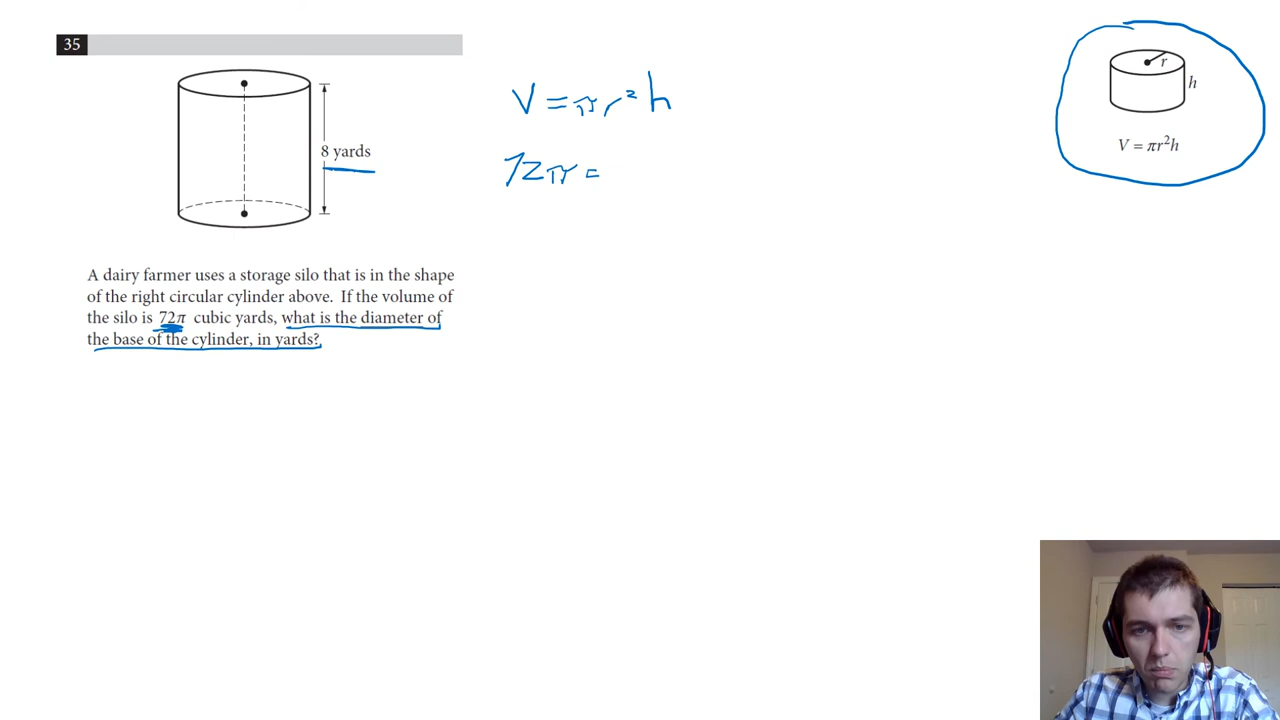 35
r
h
V = πr²h
8 yards
V = πr²h
72π =
A dairy farmer uses a storage silo that is in the shape
of the right circular cylinder above. If the volume of
the silo is 72π cubic yards, what is the diameter of
the base of the cylinder, in yards?